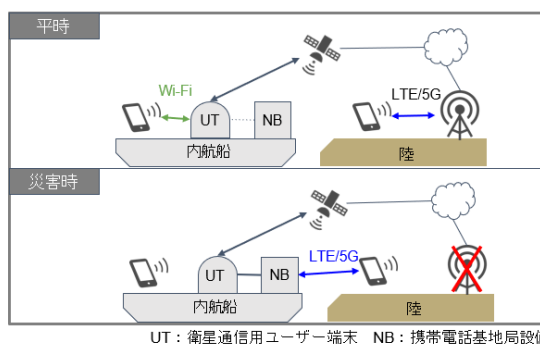 平時
Wi-Fi
LTE/5G
UT
NB
内航船
陸
災害時
LTE/5G
UT
NB
内航船
陸
UT：衛星通信用ユーザー端末　NB：携帯電話基地局設備